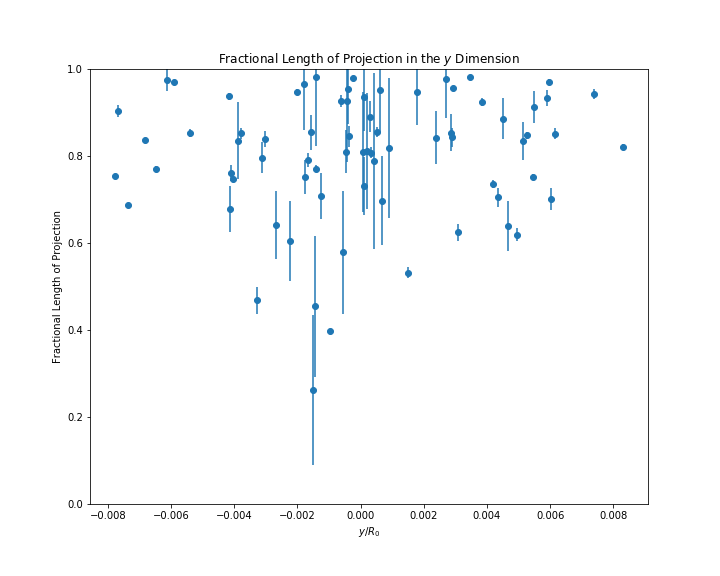 Fractional Length of Projection in the y Dimension
Fractional Length of Projection
1.0
0.8
0.6
0.4
0.2
0.0
−0.008 −0.006 −0.004 −0.002 0.000 0.002 0.004 0.006 0.008
y/R₀